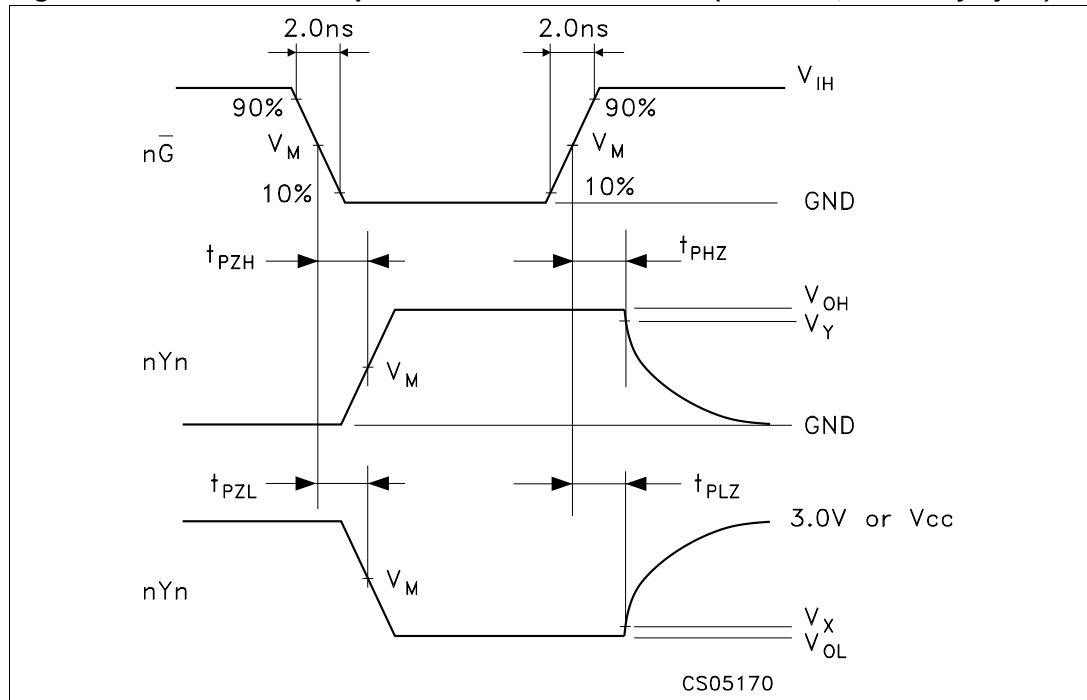 2.0ns 2.0ns
V_IH
90% 90%
nG̅ V_M V_M
10% 10%
GND
t_PZH t_PHZ
V_OH
V_Y
nYn V_M
GND
t_PZL t_PLZ
3.0V or Vcc
nYn V_M
V_X
V_OL
CS05170